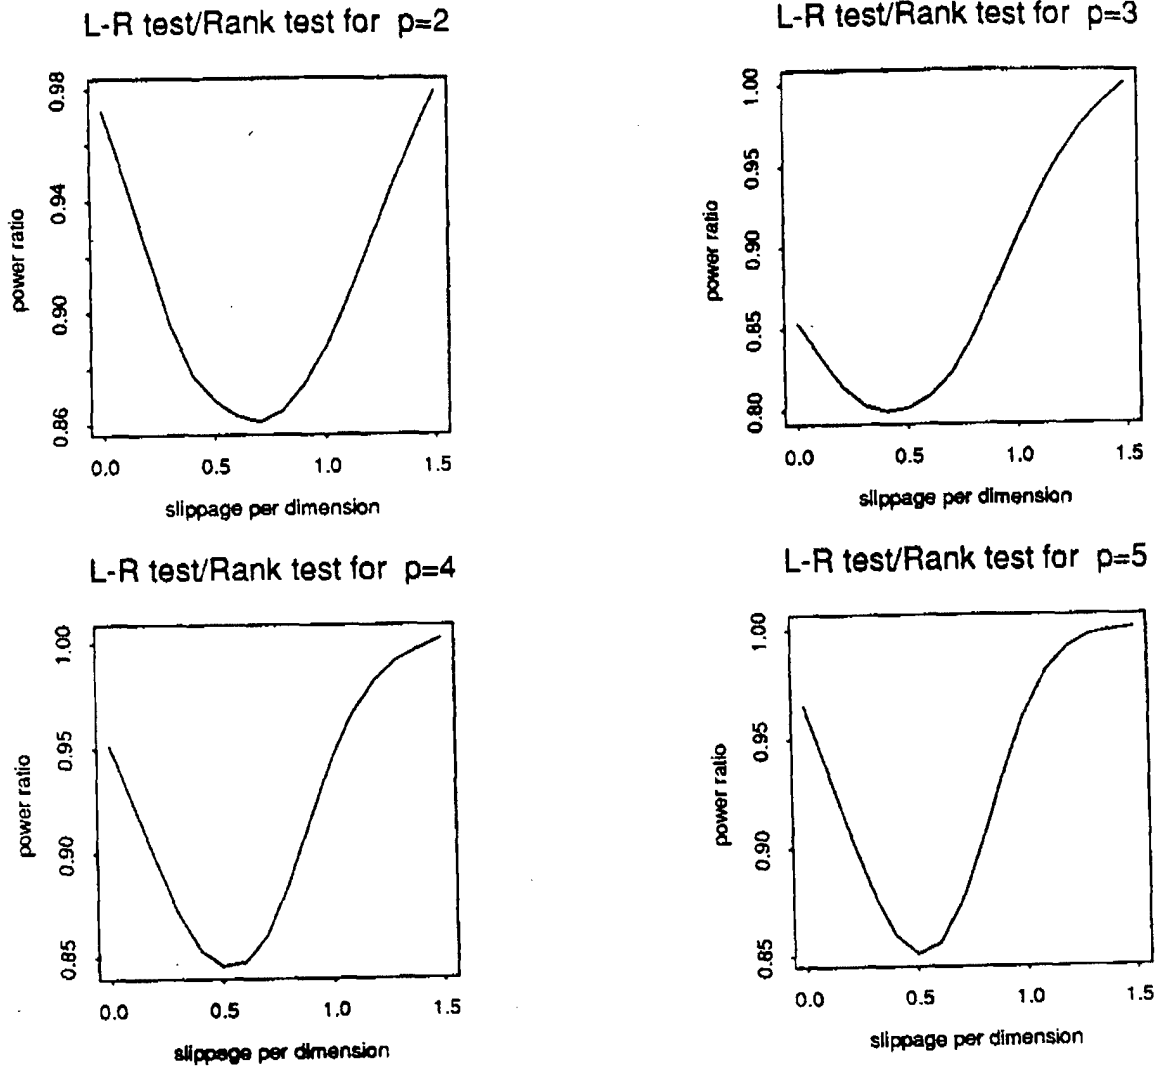 L-R test/Rank test for p=2
0.98
0.94
0.90
0.86
power ratio
0.0 0.5 1.0 1.5
slippage per dimension
L-R test/Rank test for p=3
1.00
0.95
0.90
0.85
0.80
power ratio
0.0 0.5 1.0 1.5
slippage per dimension
L-R test/Rank test for p=4
1.00
0.95
0.90
0.85
power ratio
0.0 0.5 1.0 1.5
slippage per dimension
L-R test/Rank test for p=5
1.00
0.95
0.90
0.85
power ratio
0.0 0.5 1.0 1.5
slippage per dimension